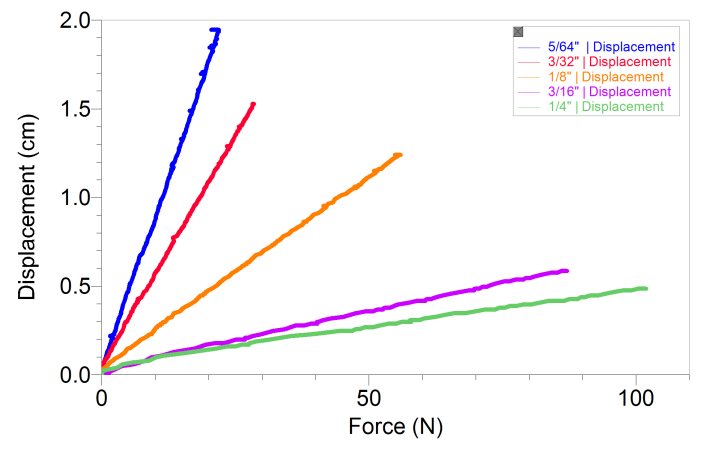 2.0
5/64" | Displacement
3/32" | Displacement
1/8" | Displacement
3/16" | Displacement
1/4" | Displacement
1.5
1.0
0.5
0.0
Displacement (cm)
0 50 100
Force (N)